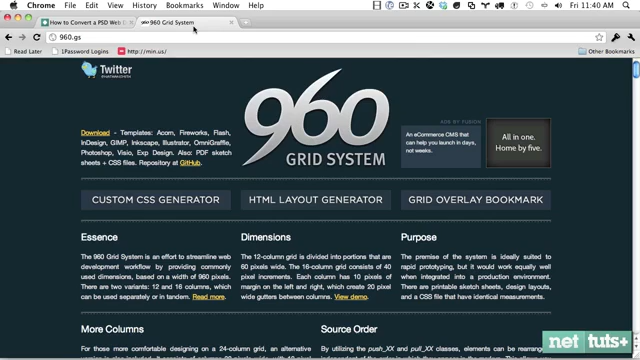 Chrome File Edit View History Bookmarks Window Help
Fri 11:40 AM
How to Convert a PSD Web
960 Grid System
960.gs
Read Later 1Password Logins http://min.us/ Other Bookmarks
Twitter
960
GRID SYSTEM
Download - Templates: Acorn, Fireworks, Flash,
InDesign, GIMP, Inkscape, Illustrator, OmniGraffle,
Photoshop, Visio, Exp Design. Also: PDF sketch
sheets + CSS files. Repository at GitHub.
ADS BY FUSION
An eCommerce CMS that
can help you launch in days,
not weeks.
All in one.
Home by five.
CUSTOM CSS GENERATOR
HTML LAYOUT GENERATOR
GRID OVERLAY BOOKMARK
Essence
The 960 Grid System is an effort to streamline web
development workflow by providing commonly
used dimensions, based on a width of 960 pixels.
There are two variants: 12 and 16 columns, which
can be used separately or in tandem. Read more.
Dimensions
The 12-column grid is divided into portions that are
60 pixels wide. The 16-column grid consists of 40
pixel increments. Each column has 10 pixels of
margin on the left and right, which create 20 pixel
wide gutters between columns. View demo.
Purpose
The premise of the system is ideally suited to
rapid prototyping, but it would work equally well
when integrated into a production environment.
There are printable sketch sheets, design layouts,
and a CSS file that have identical measurements.
More Columns
For those more comfortable designing on a 24-column grid, an alternative
Source Order
By utilizing the push_XX and pull_XX classes, elements can be rearranged
net tuts+